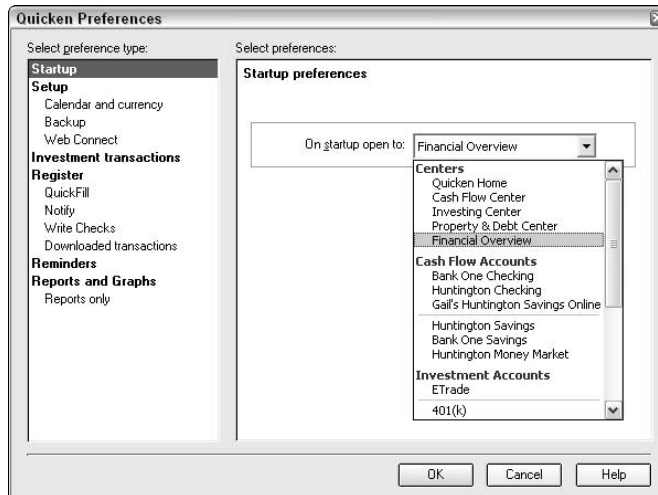 Quicken Preferences
Select preference type:
Startup
Setup
Calendar and currency
Backup
Web Connect
Investment transactions
Register
QuickFill
Notify
Write Checks
Downloaded transactions
Reminders
Reports and Graphs
Reports only
Select preferences:
Startup preferences
On startup open to: Financial Overview
Centers
Quicken Home
Cash Flow Center
Investing Center
Property & Debt Center
Financial Overview
Cash Flow Accounts
Bank One Checking
Huntington Checking
Gail's Huntington Savings Online
Huntington Savings
Bank One Savings
Huntington Money Market
Investment Accounts
ETrade
401(k)
OK Cancel Help